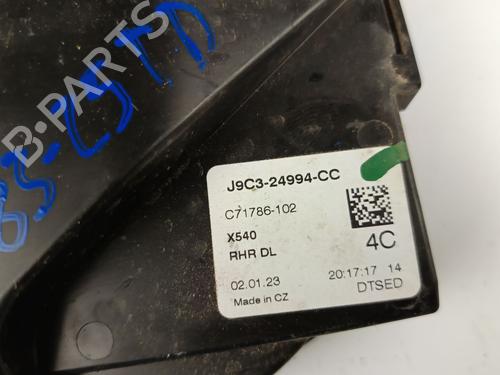 B-PARTS
J9C3-24994-CC
C71786-102
X540
RHR DL
4C
02.01.23
20:17:17 14
Made in CZ
DTSED